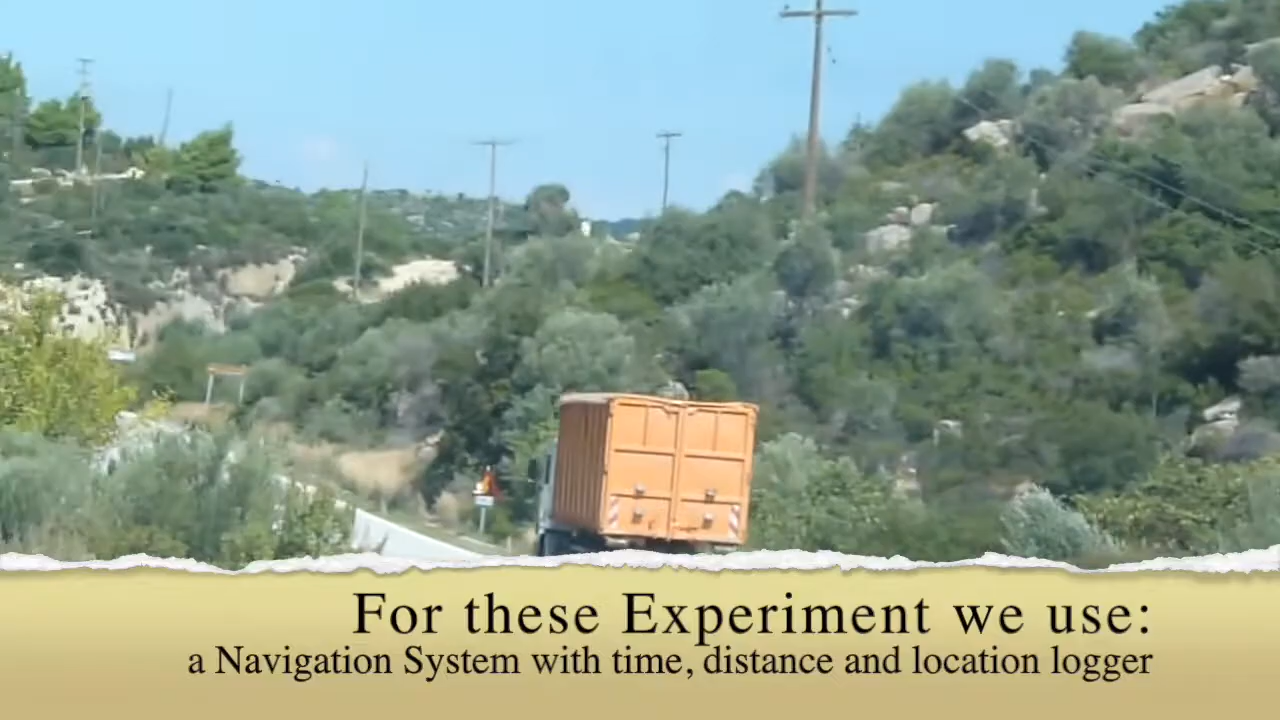 For these Experiment we use:
a Navigation System with time, distance and location logger